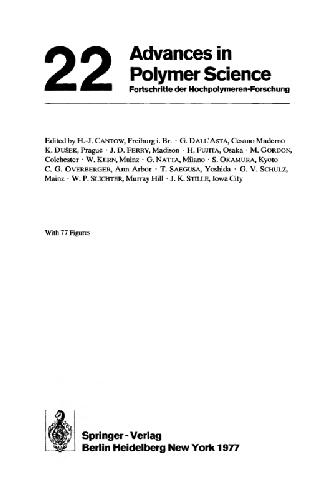 22
Advances in
Polymer Science
Fortschritte der Hochpolymeren-Forschung
Edited by H.-J. CANTOW, Freiburg i. Br. · G. DALL'ASTA, Cesano Maderno
K. DUŠEK, Prague · J. D. FERRY, Madison · H. FUJITA, Osaka · M. GORDON,
Colchester · W. KERN, Mainz · G. NATTA, Milano · S. OKAMURA, Kyoto
C. G. OVERBERGER, Ann Arbor · T. SAEGUSA, Yoshida · G. V. SCHULZ,
Mainz · W. P. SLICHTER, Murray Hill · J. K. STILLE, Iowa City
With 77 Figures
Springer-Verlag
Berlin Heidelberg New York 1977